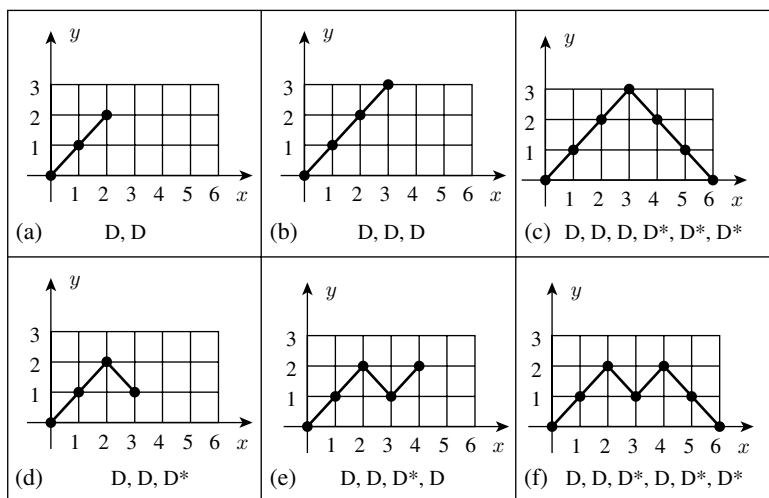 y
3
2
1
1 2 3 4 5 6 x
(a) D, D
y
3
2
1
1 2 3 4 5 6 x
(b) D, D, D
y
3
2
1
1 2 3 4 5 6 x
(c) D, D, D, D*, D*, D*
y
3
2
1
1 2 3 4 5 6 x
(d) D, D, D*
y
3
2
1
1 2 3 4 5 6 x
(e) D, D, D*, D
y
3
2
1
1 2 3 4 5 6 x
(f) D, D, D*, D, D*, D*